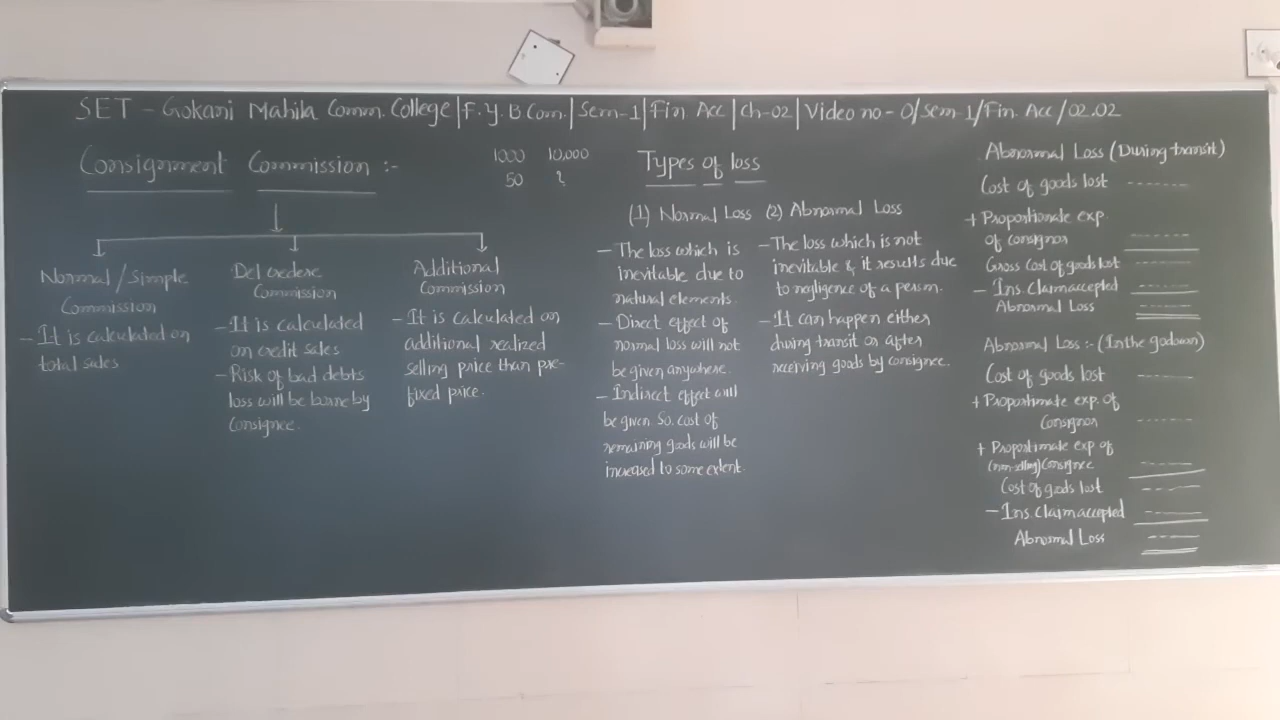 SET - Gokani Mahila Comm. College | F. Y. B Com. | Sem-1 | Fin. Acc | Ch-02 | Video no - 0/Sem-1/Fin. Acc/02.02
Consignment Commission :-
1000 10,000
50 ?
Normal/Simple
Commission
- It is calculated on
total sales
Del credere
Commission
- It is calculated
on credit sales
- Risk of bad debts
loss will be borne by
Consignee.
Additional
Commission
- It is calculated on
additional realized
selling price than pre-
fixed price.
Types of loss
(1) Normal Loss (2) Abnormal Loss
- The loss which is
inevitable due to
natural elements.
- Direct effect of
normal loss will not
be given anywhere.
- Indirect effect will
be given. So, cost of
remaining goods will be
increased to some extent.
- The loss which is not
inevitable & it results due
to negligence of a person.
- It can happen either
during transit or after
receiving goods by consignee.
Abnormal Loss (During transit)
Cost of goods lost ------
+ Proportionate exp.
of consignor -----
Gross Cost of goods lost -----
- Ins. Claim accepted ----
Abnormal Loss ----
Abnormal Loss :- (In the godown)
Cost of goods lost -----
+ Proportionate exp. of
Consignor -----
+ Proportionate exp of
(non-selling) Consignee ----
Cost of goods lost ----
- Ins. Claim accepted ----
Abnormal Loss ----